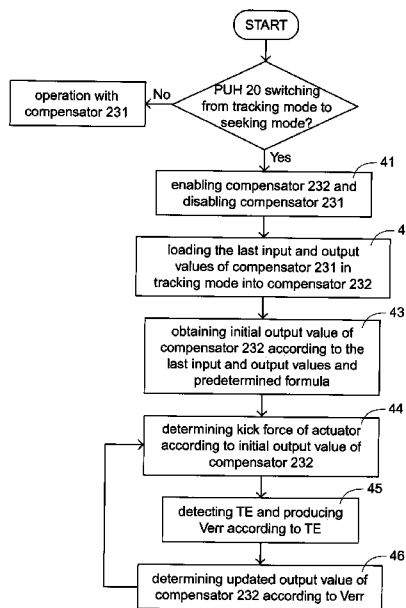 START
PUH 20 switching
from tracking mode to
seeking mode?
No
operation with
compensator 231
Yes
41
enabling compensator 232 and
disabling compensator 231
4
loading the last input and output
values of compensator 231 in
tracking mode into compensator 232
43
obtaining initial output value of
compensator 232 according to the
last input and output values and
predetermined formula
44
determining kick force of actuator
according to initial output value of
compensator 232
45
detecting TE and producing
Verr according to TE
46
determining updated output value of
compensator 232 according to Verr